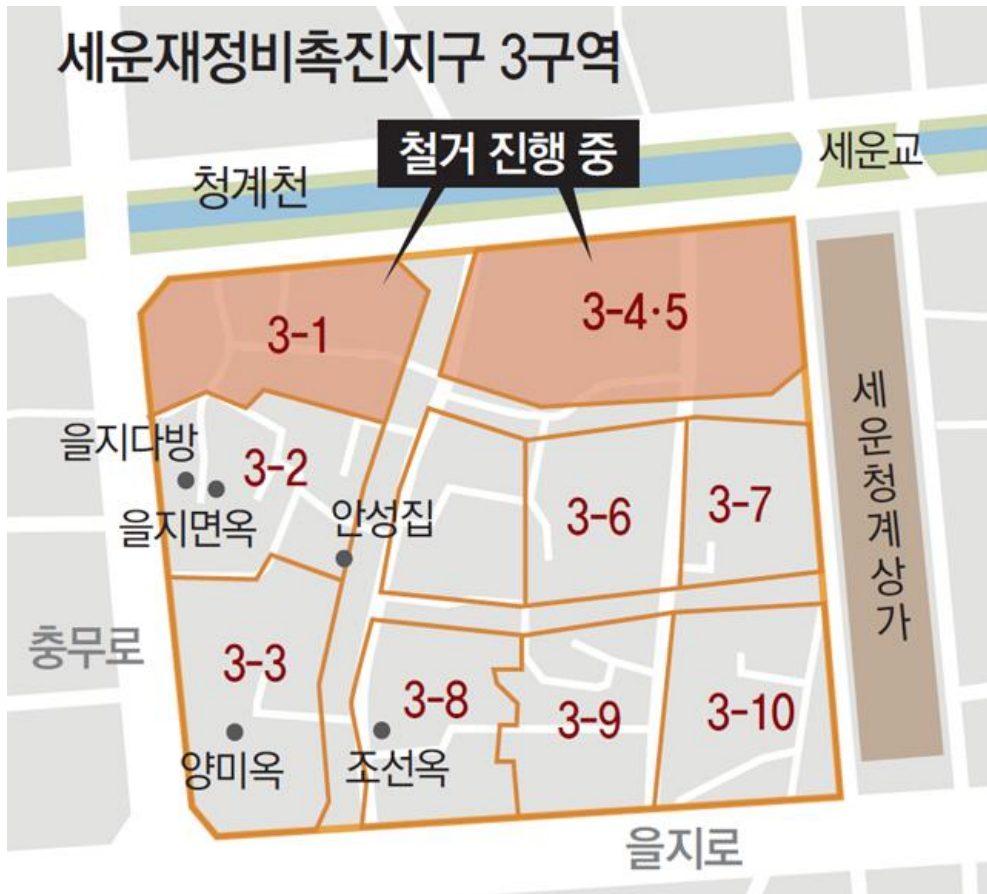 세운재정비촉진지구 3구역
철거 진행 중
세운교
청계천
3-1
3-4·5
을지다방
3-2
을지면옥
안성집
3-6
3-7
세운청계상가
충무로
3-3
3-8
3-9
3-10
양미옥
조선옥
을지로